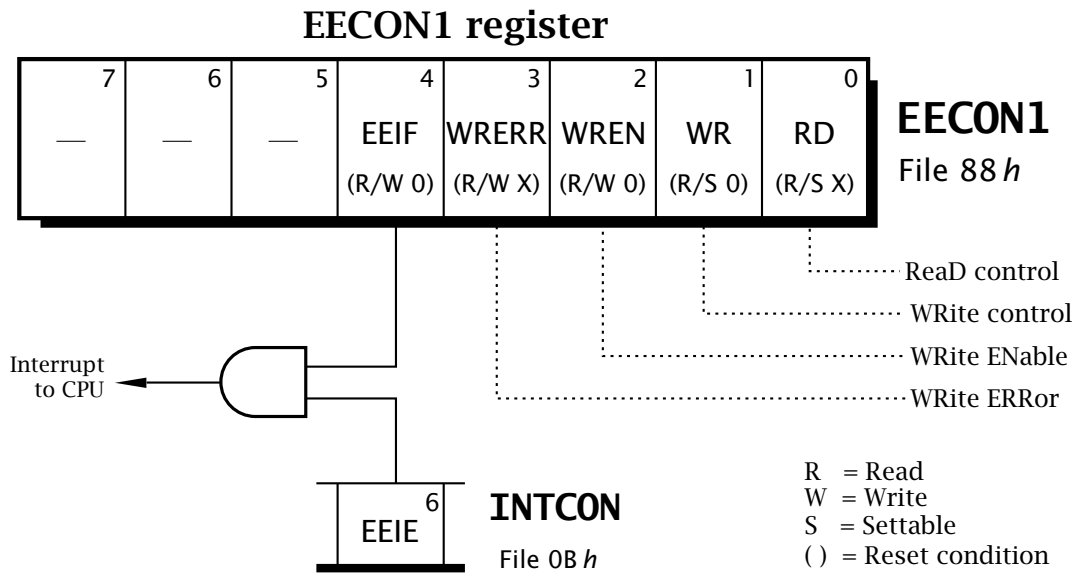 EECON1 register
7 6 5 4 3 2 1 0
— — — EEIF WRERR WREN WR RD
(R/W 0) (R/W X) (R/W 0) (R/S 0) (R/S X)
EECON1
File 88 h
ReaD control
WRite control
WRite ENable
WRite ERRor
Interrupt
to CPU
6
EEIE
INTCON
File 0B h
R = Read
W = Write
S = Settable
( ) = Reset condition